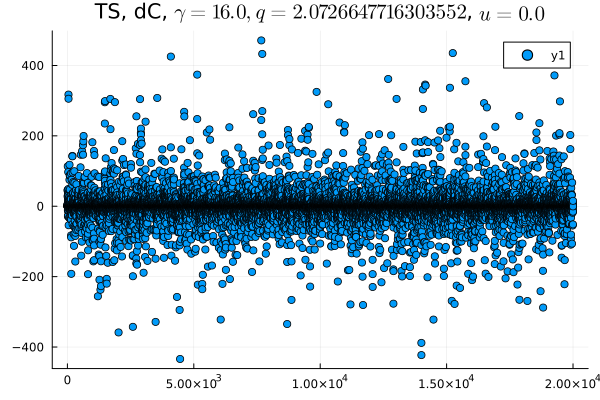 TS, dC, γ = 16.0, q = 2.0726647716303552, u = 0.0
y1
400
200
0
−200
−400
0 5.00×10³ 1.00×10⁴ 1.50×10⁴ 2.00×10⁴